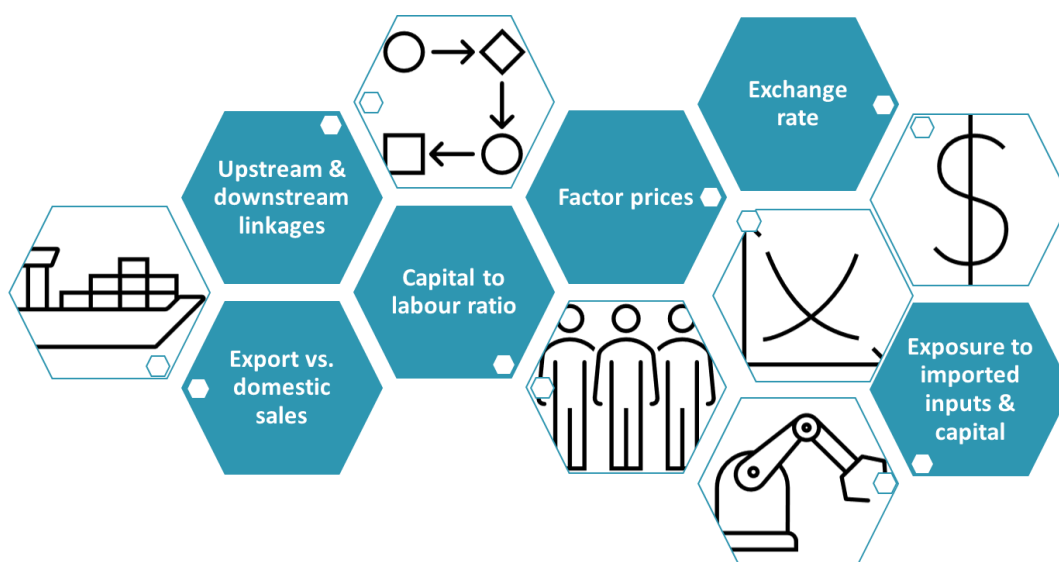 Upstream &
downstream
linkages
Export vs.
domestic
sales
Capital to
labour ratio
Factor prices
Exchange
rate
Exposure to
imported
inputs &
capital